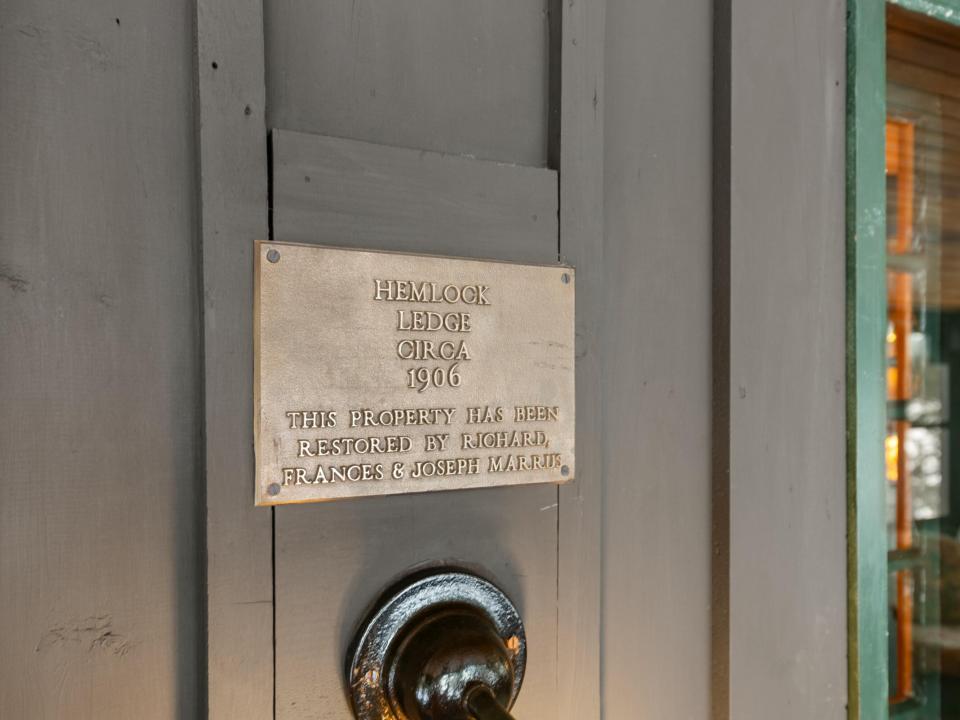 HEMLOCK
LEDGE
CIRCA
1906
THIS PROPERTY HAS BEEN
RESTORED BY RICHARD,
FRANCES & JOSEPH MARRUS